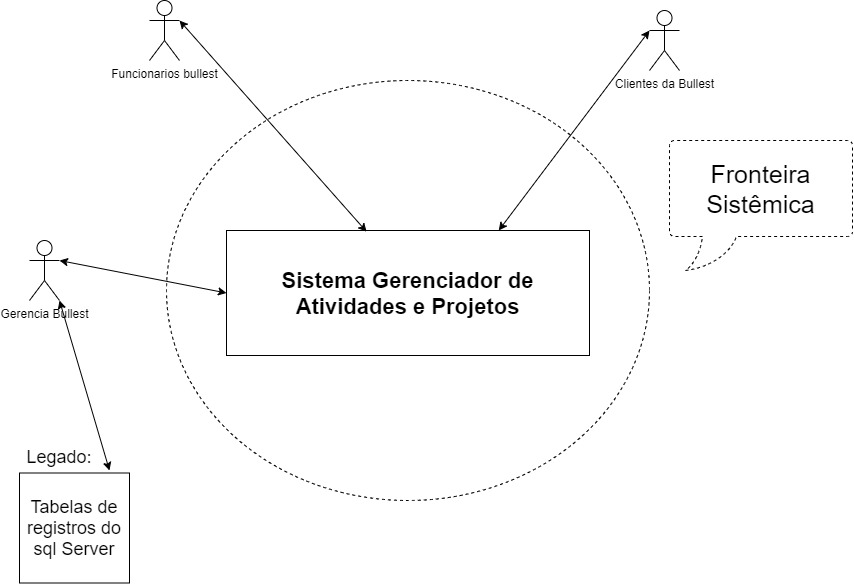 Funcionarios bullest
Clientes da Bullest
Fronteira
Sistêmica
Sistema Gerenciador de
Atividades e Projetos
Gerencia Bullest
Legado:
Tabelas de
registros do
sql Server